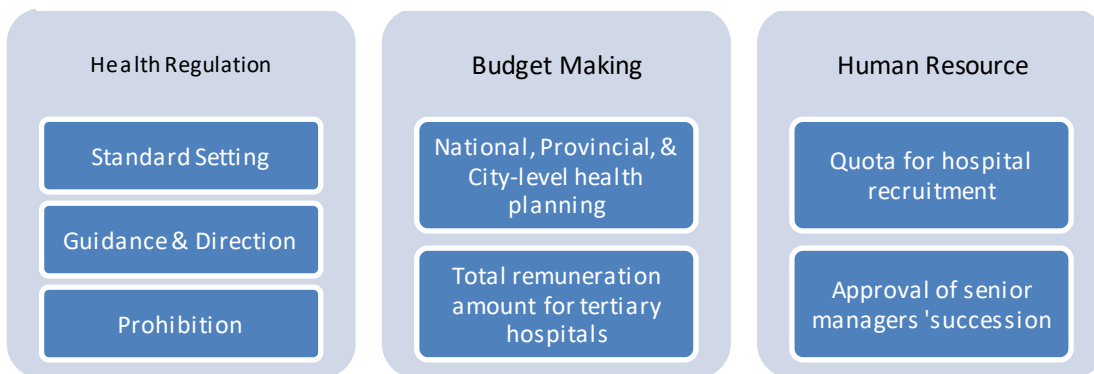 Health Regulation
Standard Setting
Guidance & Direction
Prohibition
Budget Making
National, Provincial, &
City-level health
planning
Total remuneration
amount for tertiary
hospitals
Human Resource
Quota for hospital
recruitment
Approval of senior
managers 'succession